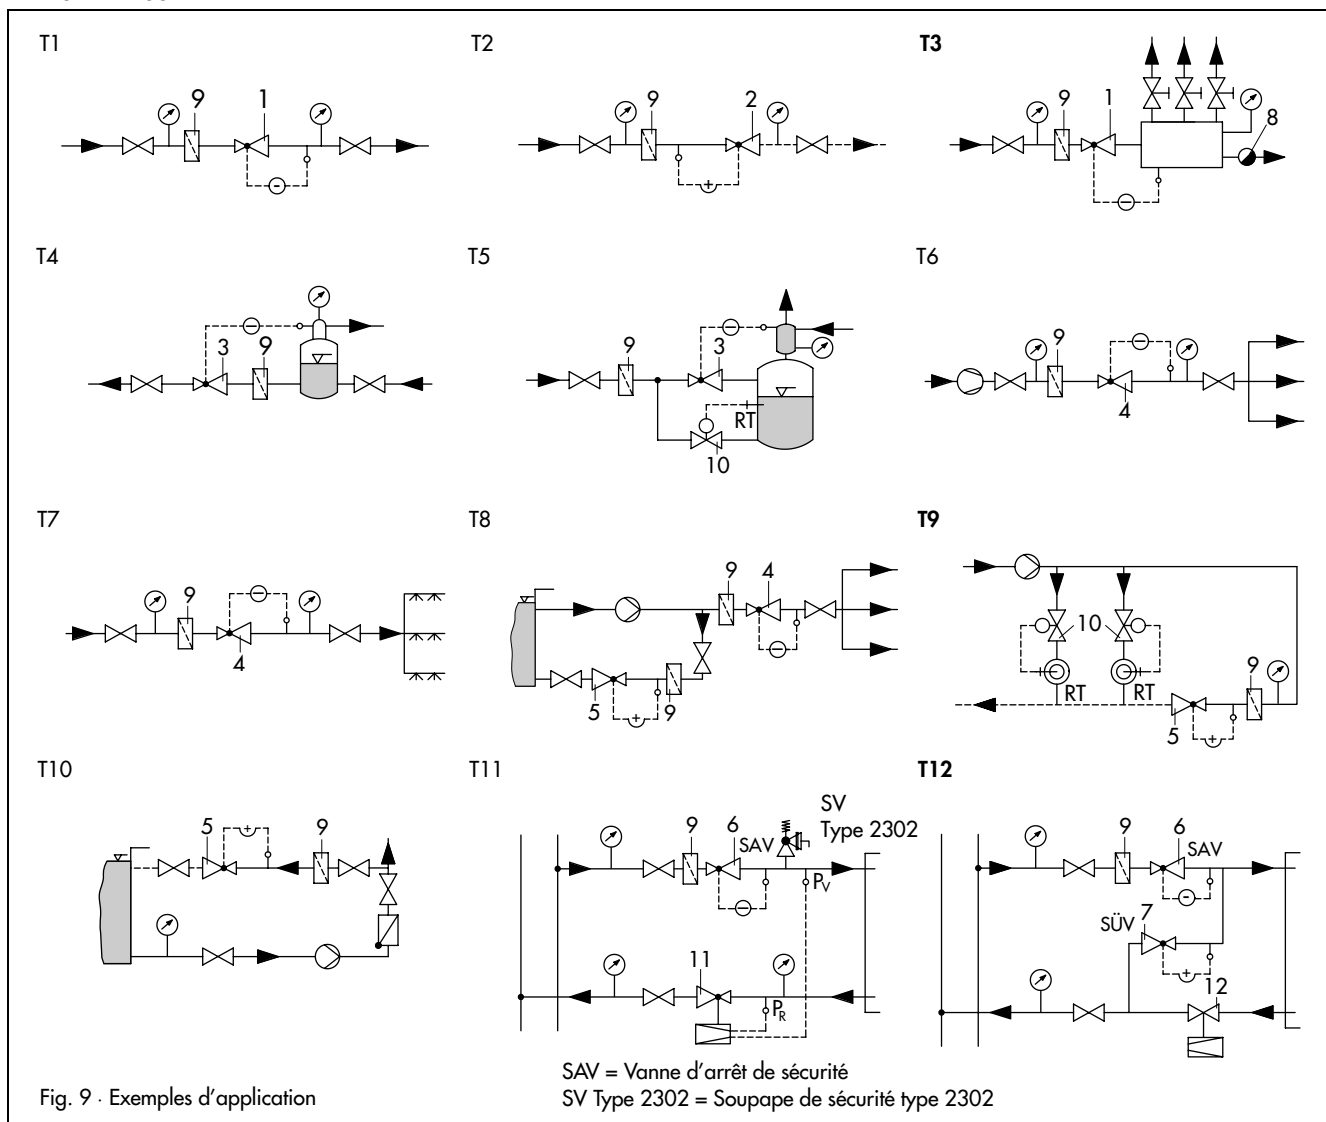 T1
9
1
T2
9
2
T3
9
1
8
T4
3
9
T5
9
3
RT
10
T6
9
4
T7
9
4
T8
9
4
5
9
T9
10
RT
RT
9
5
T10
5
9
T11
9
6
SAV
SV
Type 2302
PV
11
PR
T12
9
6
SAV
7
SÜV
12
SAV = Vanne d'arrêt de sécurité
SV Type 2302 = Soupape de sécurité type 2302
Fig. 9 · Exemples d'application